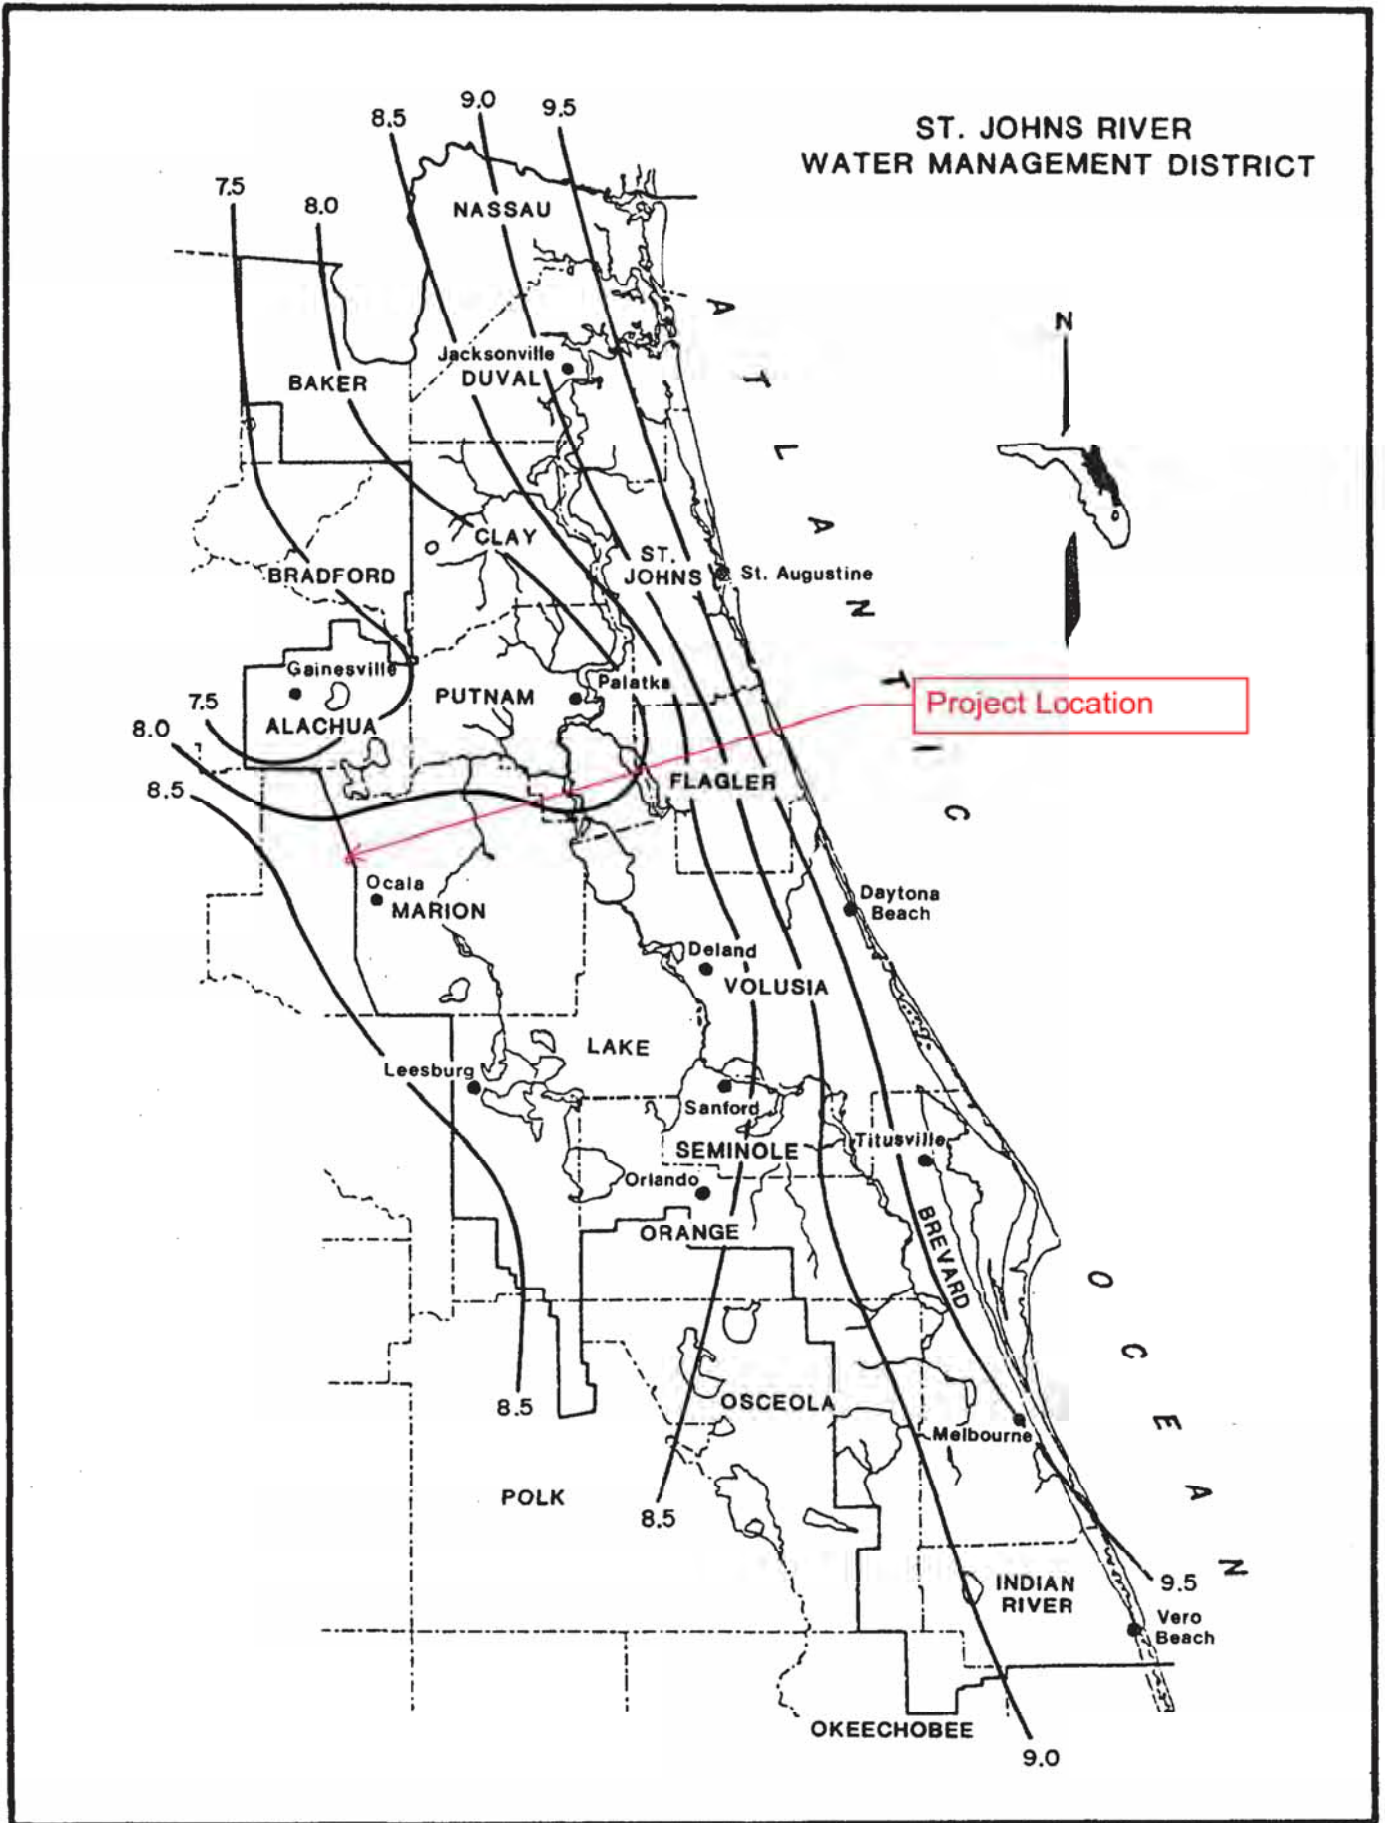 9.0
9.5
8.5
ST. JOHNS RIVER
WATER MANAGEMENT DISTRICT
7.5
8.0
NASSAU
N
Jacksonville
DUVAL
BAKER
CLAY
ST.
JOHNS
St. Augustine
BRADFORD
ATLANTIC
Gainesville
Palatka
PUTNAM
Project Location
7.5
ALACHUA
8.0
FLAGLER
8.5
Ocala
MARION
Daytona
Beach
Deland
VOLUSIA
LAKE
Leesburg
Sanford
SEMINOLE
Titusville
Orlando
ORANGE
BREVARD
OCEAN
8.5
OSCEOLA
Melbourne
POLK
8.5
INDIAN
RIVER
9.5
Vero
Beach
OKEECHOBEE
9.0